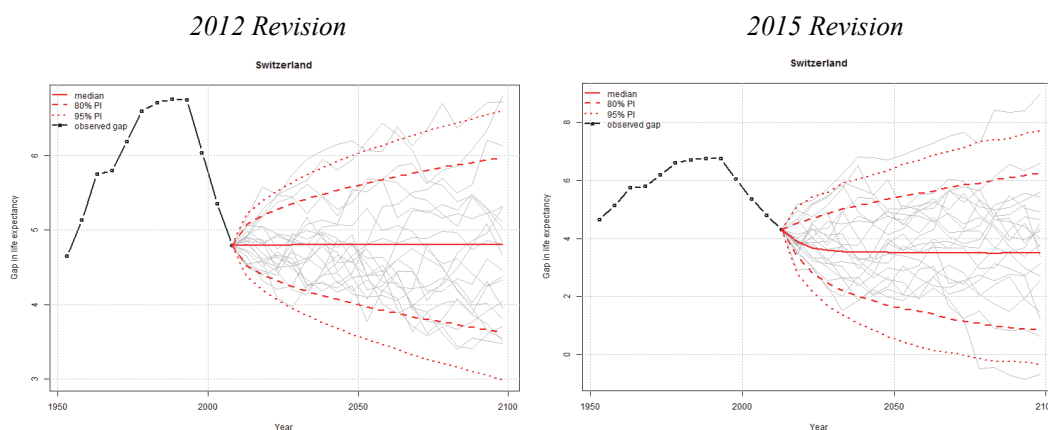 2012 Revision
Switzerland
median
80% PI
95% PI
observed gap
Gap in life expectancy
6
5
4
3
1950
2000
2050
2100
Year
2015 Revision
Switzerland
median
80% PI
95% PI
observed gap
Gap in life expectancy
8
6
4
2
0
1950
2000
2050
2100
Year